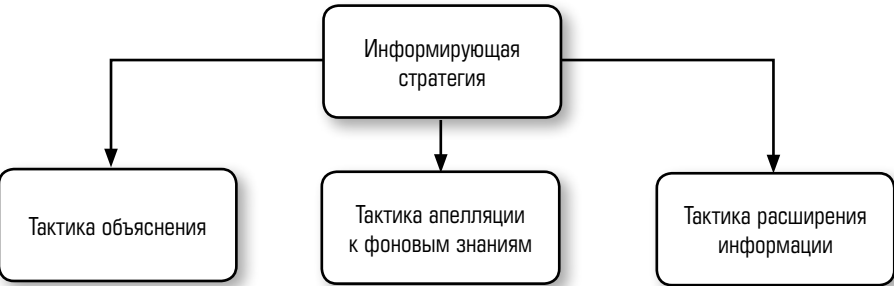 Информирующая
стратегия
Тактика объяснения
Тактика апелляции
к фоновым знаниям
Тактика расширения
информации